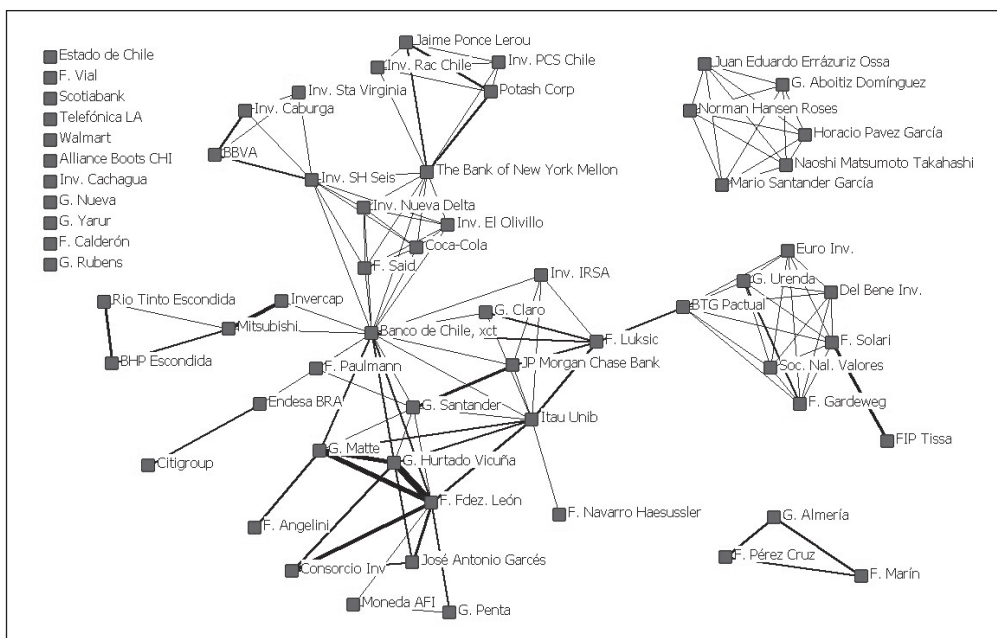 Estado de Chile
F. Vial
Scotiabank
Telefónica LA
Walmart
Alliance Boots CHI
Inv. Cachagua
G. Nueva
G. Yarur
F. Calderón
G. Rubens
Jaime Ponce Lerou
Inv. Rac Chile
Inv. PCS Chile
Inv. Sta Virginia
Potash Corp
Inv. Caburga
BBVA
Inv. SH Seis
The Bank of New York Mellon
Inv. Nueva Delta
Inv. El Olivillo
Coca-Cola
F. Said
Juan Eduardo Errázuriz Ossa
G. Aboitiz Domínguez
Norman Hansen Roses
Horacio Pavez García
Naoshi Matsumoto Takahashi
Mario Santander García
Rio Tinto Escondida
Invercap
Mitsubishi
BHP Escondida
Banco de Chile, xct
Inv. IRSA
G. Claro
F. Luksic
JP Morgan Chase Bank
F. Paulmann
Endesa BRA
G. Santander
Itau Unib
Citigroup
G. Matte
G. Hurtado Vicuña
F. Fdez. León
F. Navarro Haesussler
F. Angelini
Consorcio Inv
José Antonio Garcés
Moneda AFI
G. Penta
Euro Inv.
G. Urenda
Del Bene Inv.
BTG Pactual
F. Solari
Soc. Nal. Valores
F. Gardeweg
FIP Tissa
G. Almería
F. Pérez Cruz
F. Marín